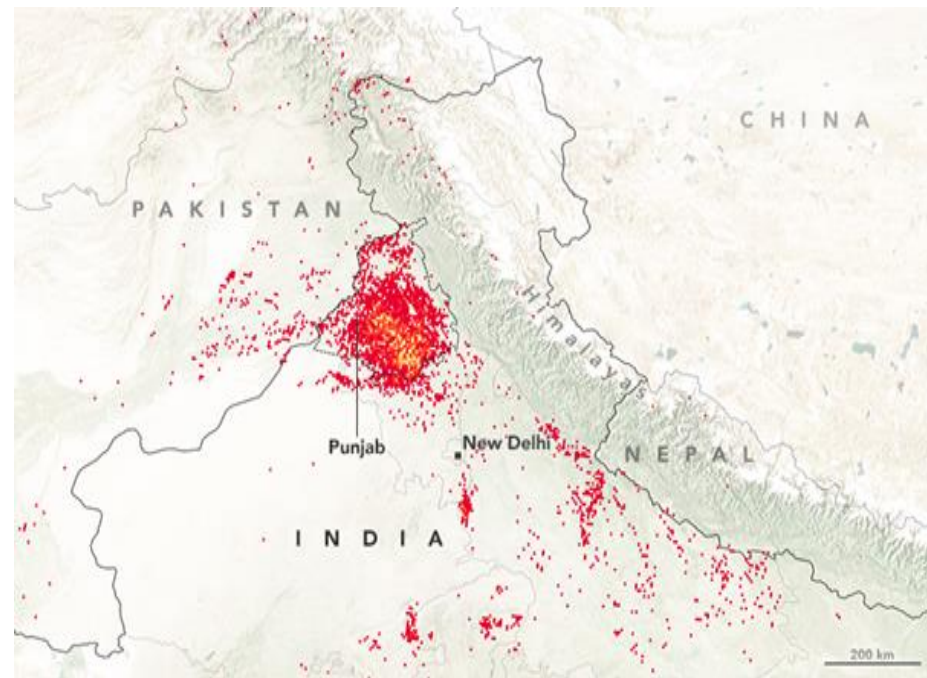 CHINA
PAKISTAN
Himalayas
Punjab
New Delhi
NEPAL
INDIA
200 km